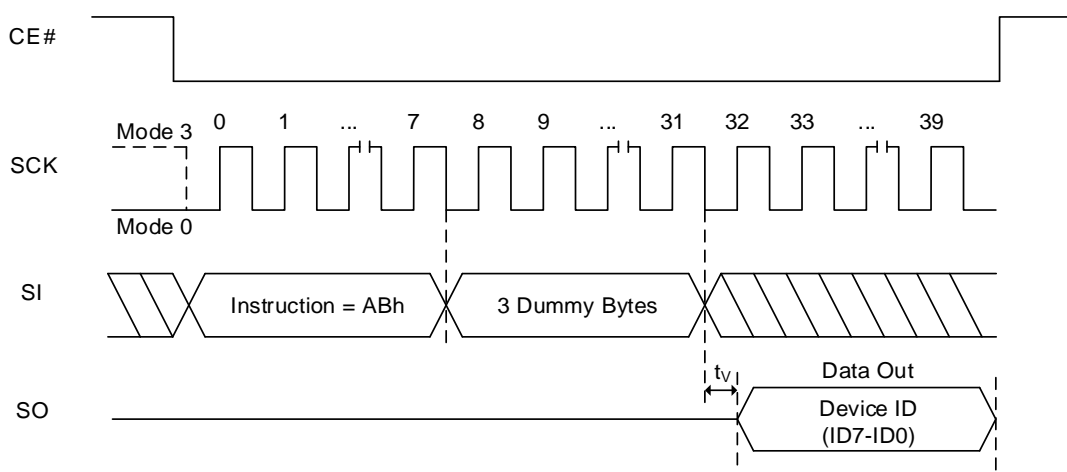 CE#
Mode 3 0 1 ... 7 8 9 ... 31 32 33 ... 39
SCK
Mode 0
SI
Instruction = ABh 3 Dummy Bytes
tV Data Out
SO
Device ID
(ID7-ID0)